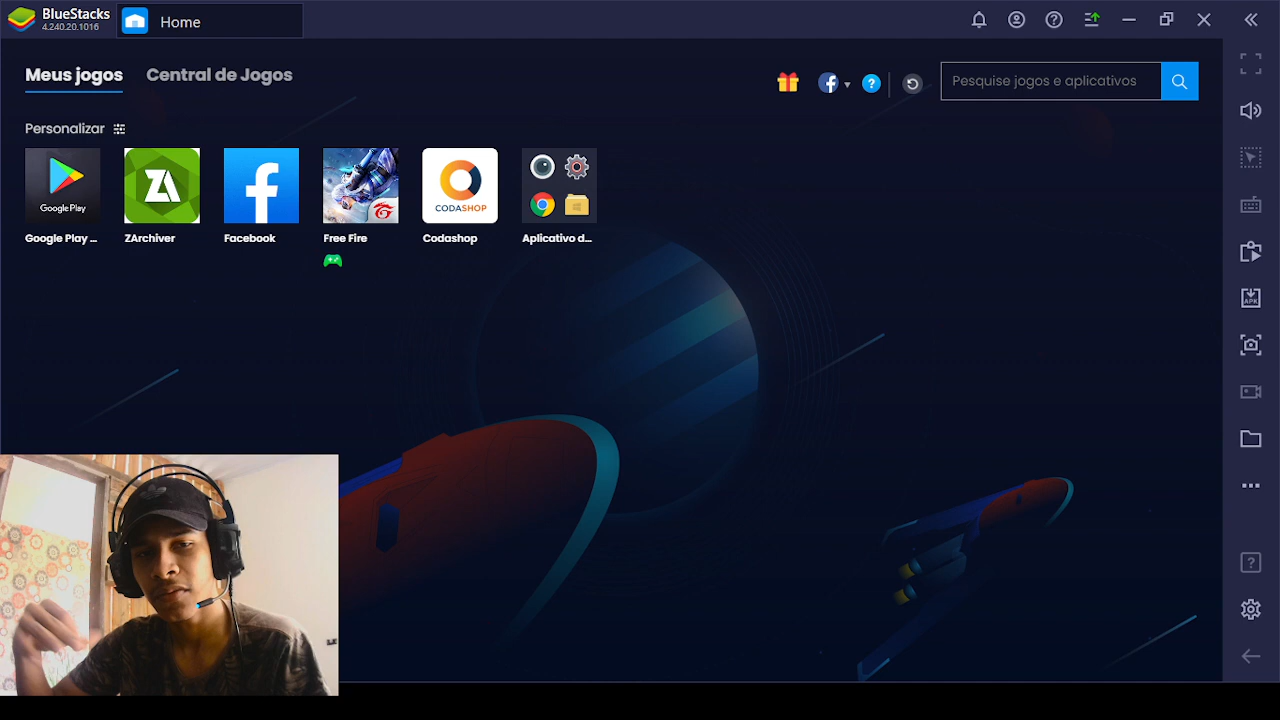 BlueStacks
4.240.20.1016
Home
Meus jogos
Central de Jogos
Pesquise jogos e aplicativos
Personalizar
Google Play
CODASHOP
Google Play ...
ZArchiver
Facebook
Free Fire
Codashop
Aplicativo d...
APK